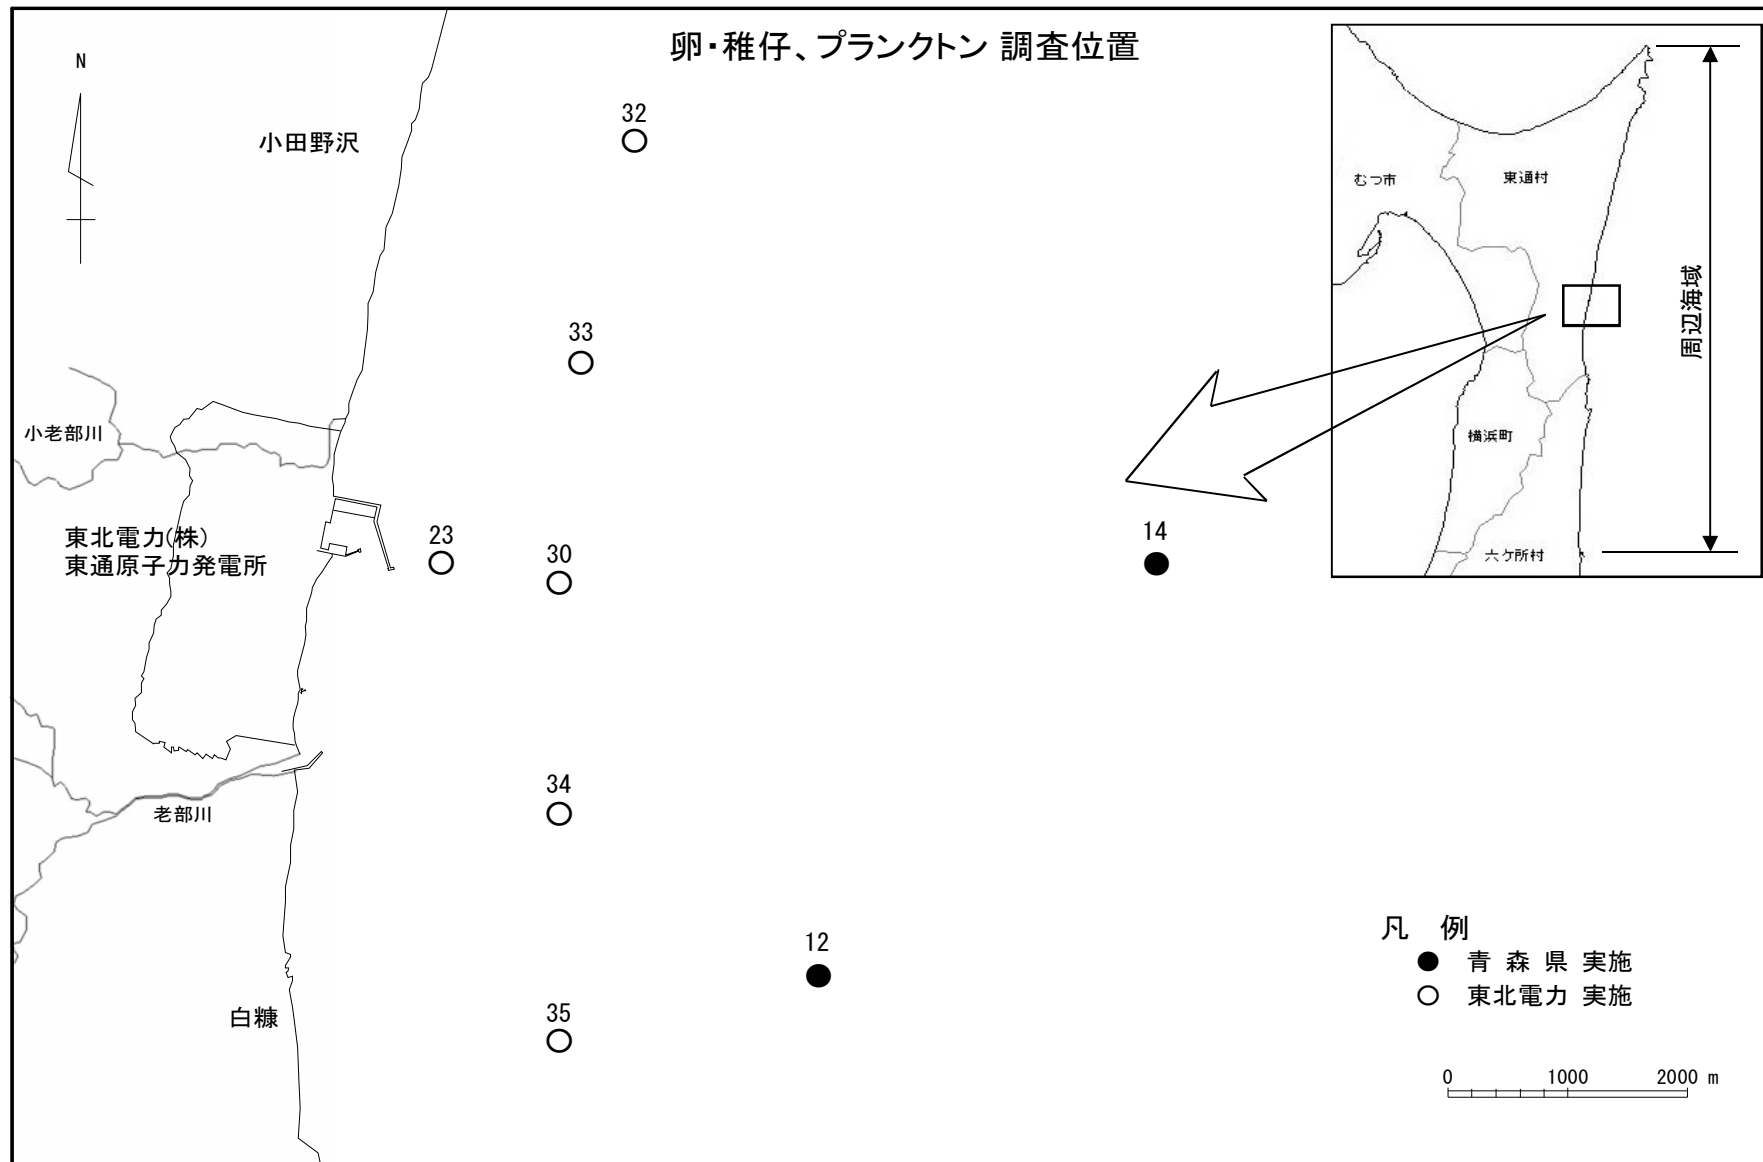 卵・稚仔、プランクトン 調査位置
N
小田野沢
32
33
小老部川
東北電力(株)
東通原子力発電所
23
30
14
34
老部川
12
白糠
35
むつ市
東通村
周辺海域
横浜町
六ケ所村
凡 例
● 青 森 県 実施
○ 東北電力 実施
0 1000 2000 m